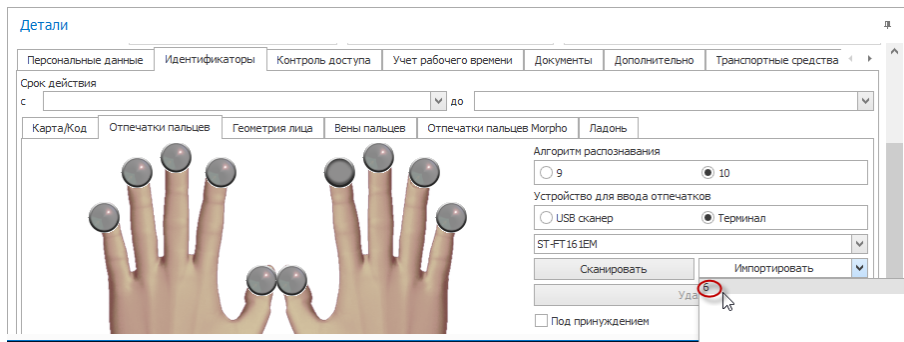 Детали
Персональные данные Идентификаторы Контроль доступа Учет рабочего времени Документы Дополнительно Транспортные средства
Срок действия
с до
Карта/Код Отпечатки пальцев Геометрия лица Вены пальцев Отпечатки пальцев Morpho Ладонь
Алгоритм распознавания
9 10
Устройство для ввода отпечатков
USB сканер Терминал
ST-FT161EM
Сканировать Импортировать
6
Под принуждением